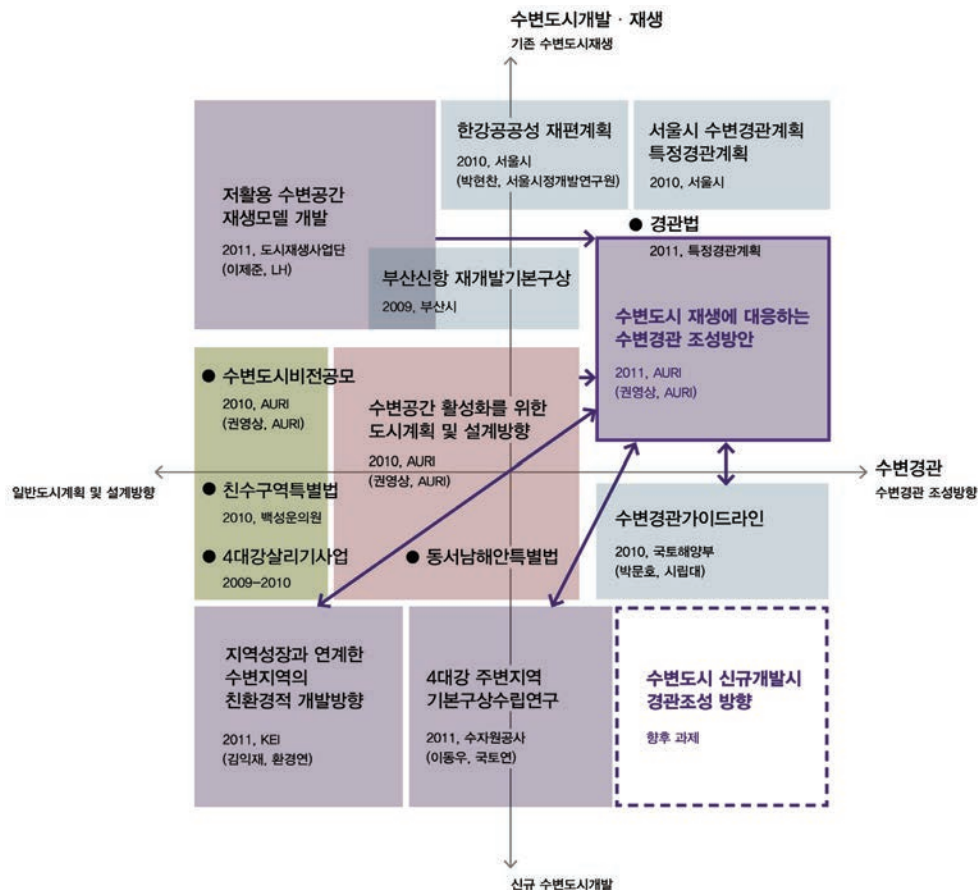 수변도시개발 · 재생
기존 수변도시재생
저활용 수변공간
재생모델 개발
2011, 도시재생사업단
(이제준, LH)
한강공공성 재편계획
2010, 서울시
(박현찬, 서울시정개발연구원)
서울시 수변경관계획
특정경관계획
2010, 서울시
● 경관법
2011, 특정경관계획
부산신항 재개발기본구상
2009, 부산시
수변도시 재생에 대응하는
수변경관 조성방안
2011, AURI
(권영상, AURI)
● 수변도시비전공모
2010, AURI
(권영상, AURI)
수변공간 활성화를 위한
도시계획 및 설계방향
2010, AURI
(권영상, AURI)
일반도시계획 및 설계방향
수변경관
수변경관 조성방향
● 친수구역특별법
2010, 백성운의원
● 4대강살리기사업
2009-2010
● 동서남해안특별법
수변경관가이드라인
2010, 국토해양부
(박문호, 시립대)
지역성장과 연계한
수변지역의
친환경적 개발방향
2011, KEI
(김익재, 환경연)
4대강 주변지역
기본구상수립연구
2011, 수자원공사
(이동우, 국토연)
수변도시 신규개발시
경관조성 방향
향후 과제
신규 수변도시개발